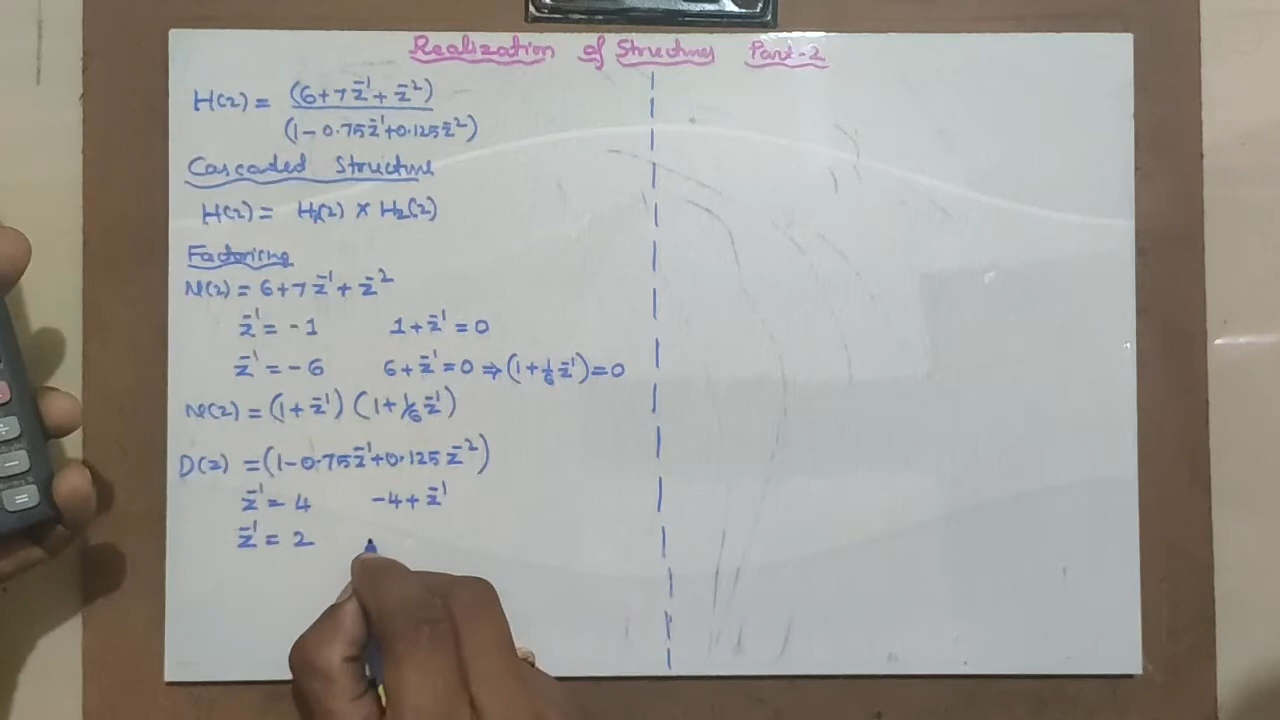 Realization of Structures Part-2
H(z) = (6+7z⁻¹+z⁻²)
(1-0.75z⁻¹+0.125z⁻²)
Cascaded Structure
H(z) = H₁(z) × H₂(z)
Factorising
N(z) = 6+7z⁻¹+z⁻²
z⁻¹ = -1 1+z⁻¹ = 0
z⁻¹ = -6 6+z⁻¹ = 0 ⇒ (1+1/6z⁻¹) = 0
N(z) = (1+z⁻¹) (1+1/6z⁻¹)
D(z) = (1-0.75z⁻¹+0.125z⁻²)
z⁻¹ = 4 -4+z⁻¹
z⁻¹ = 2